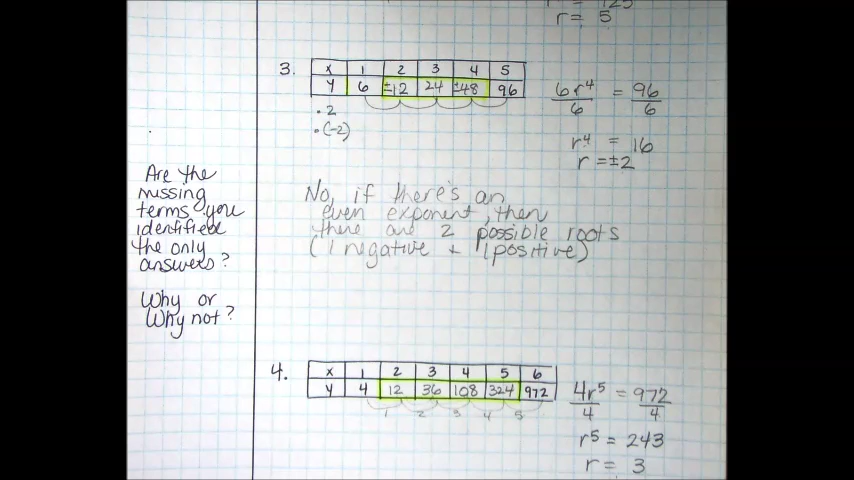 r = 5
3.
x 1 2 3 4 5
y 6 ±12 24 ±48 96
• 2
• (-2)
6r⁴ = 96
6 6
r⁴ = 16
r = ±2
Are the
missing
terms you
identified
the only
answers?
Why or
Why not?
No, if there's an
even exponent, then
there are 2 possible roots
(1 negative + 1 positive)
4.
x 1 2 3 4 5 6
y 4 12 36 108 324 972
1 2 3 4 5
4r⁵ = 972
4 4
r⁵ = 243
r = 3